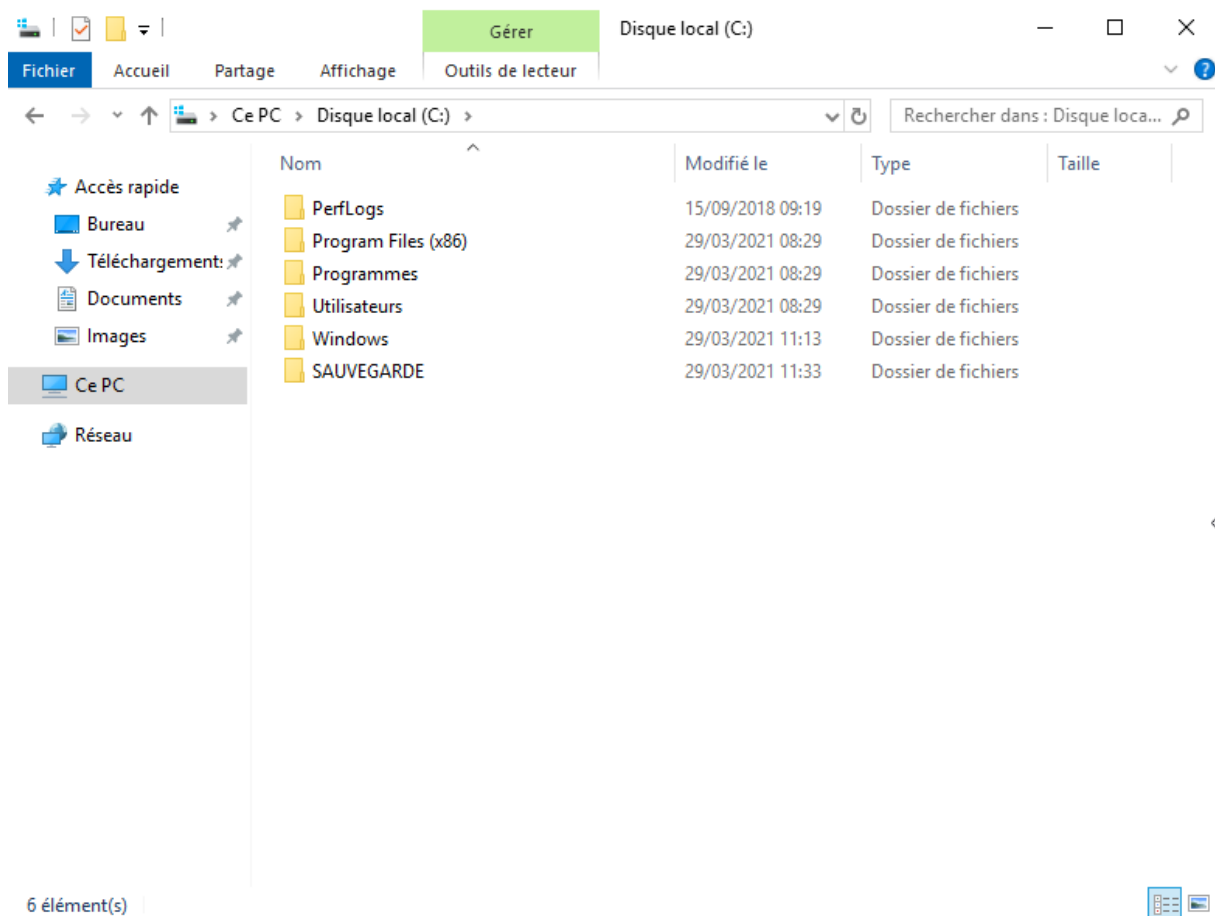 Gérer Disque local (C:)
Fichier Accueil Partage Affichage Outils de lecteur
Ce PC > Disque local (C:) > Rechercher dans : Disque loca...
Nom Modifié le Type Taille
Accès rapide
Bureau
Téléchargements
Documents
Images
Ce PC
Réseau
PerfLogs 15/09/2018 09:19 Dossier de fichiers
Program Files (x86) 29/03/2021 08:29 Dossier de fichiers
Programmes 29/03/2021 08:29 Dossier de fichiers
Utilisateurs 29/03/2021 08:29 Dossier de fichiers
Windows 29/03/2021 11:13 Dossier de fichiers
SAUVEGARDE 29/03/2021 11:33 Dossier de fichiers
6 élément(s)